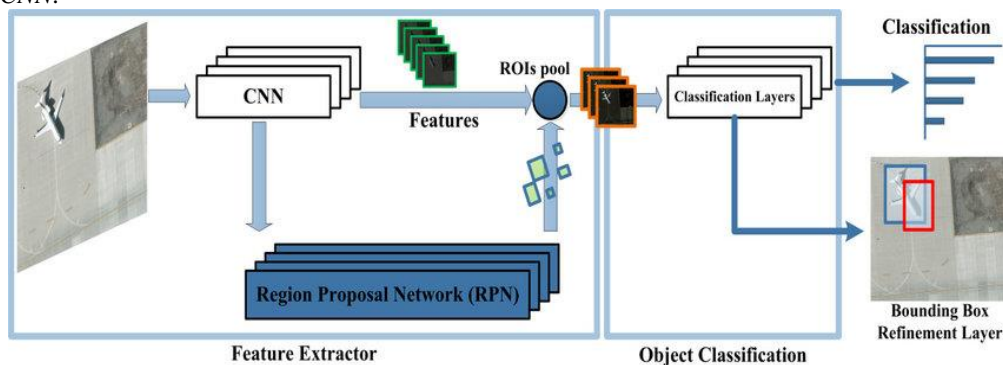 CNN.
Classification
ROIs pool
CNN
Features
Classification Layers
Region Proposal Network (RPN)
Bounding Box
Refinement Layer
Feature Extractor
Object Classification